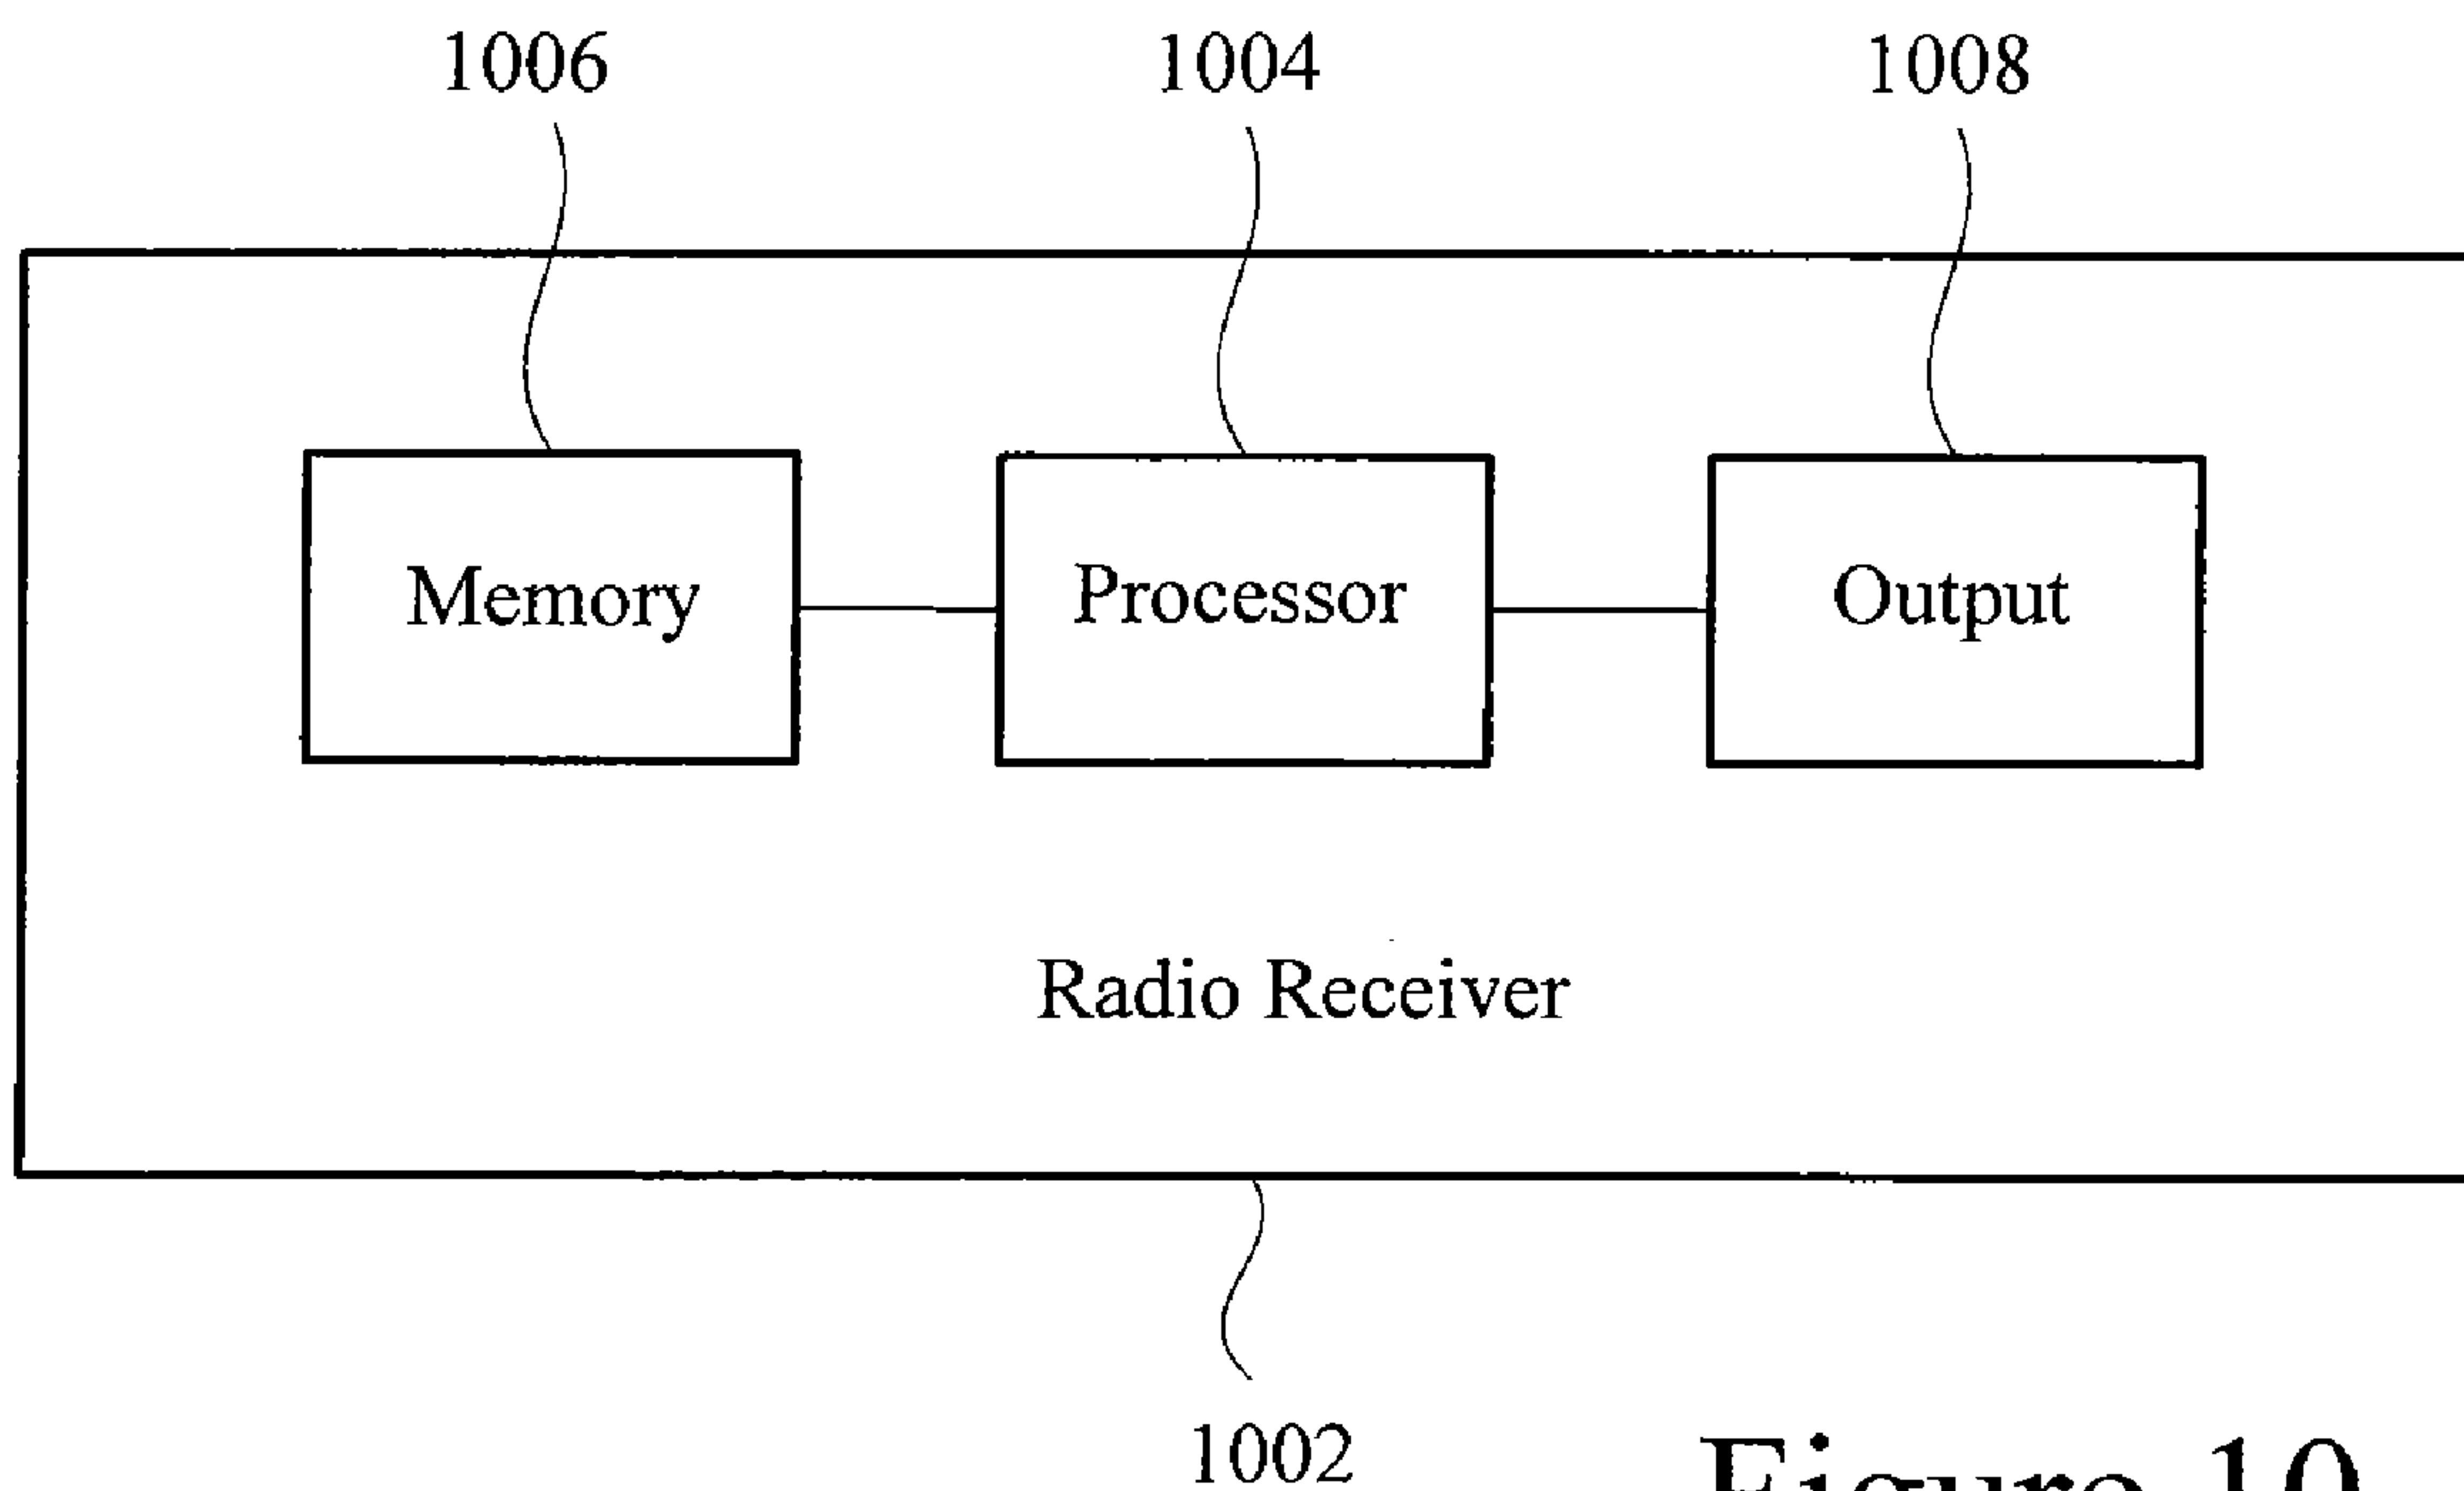 1006 1004 1008
Memory Processor Output
Radio Receiver
1002
Figure 10